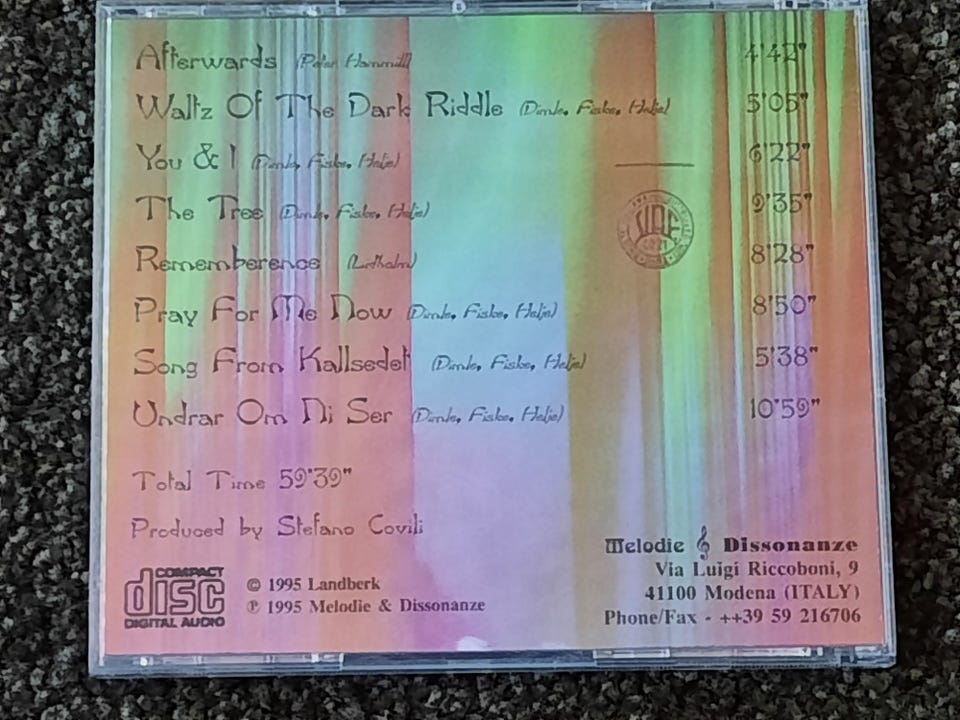 Afterwards (Peter Hammill) 4'42"
Waltz Of The Dark Riddle (Dimle, Fiske, Helje) 5'05"
You & I (Dimle, Fiske, Helje) 6'22"
The Tree (Dimle, Fiske, Helje) 9'35"
Rememberence (Lidholm) 8'28"
Pray For Me Now (Dimle, Fiske, Helje) 8'50"
Song From Kallsedet (Dimle, Fiske, Helje) 5'38"
Undrar Om Ni Ser (Dimle, Fiske, Helje) 10'59"
Total Time 59'39"
Produced by Stefano Covili
COMPACT
disc
DIGITAL AUDIO
© 1995 Landberk
℗ 1995 Melodie & Dissonanze
Melodie Dissonanze
Via Luigi Riccoboni, 9
41100 Modena (ITALY)
Phone/Fax - ++39 59 216706